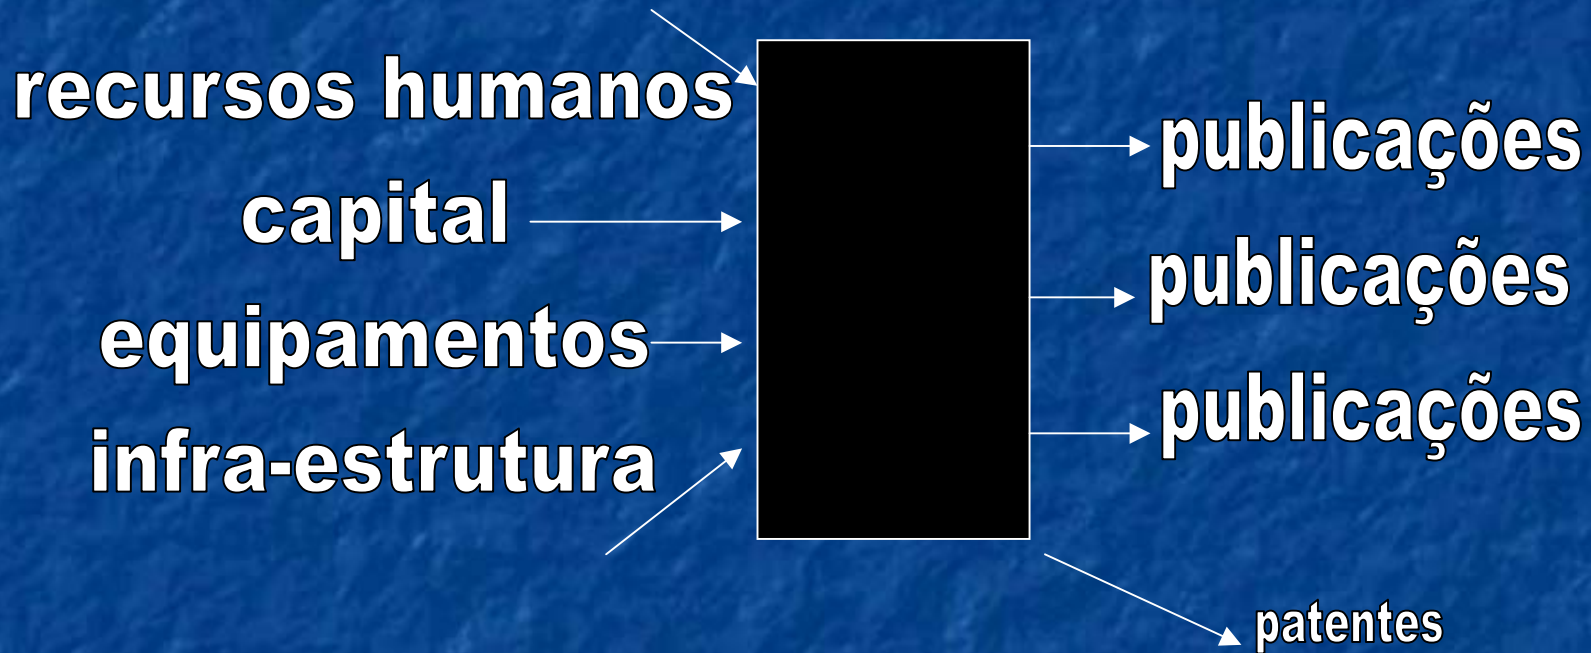 recursos humanos
capital
equipamentos
infra-estrutura
publicações
publicações
publicações
patentes